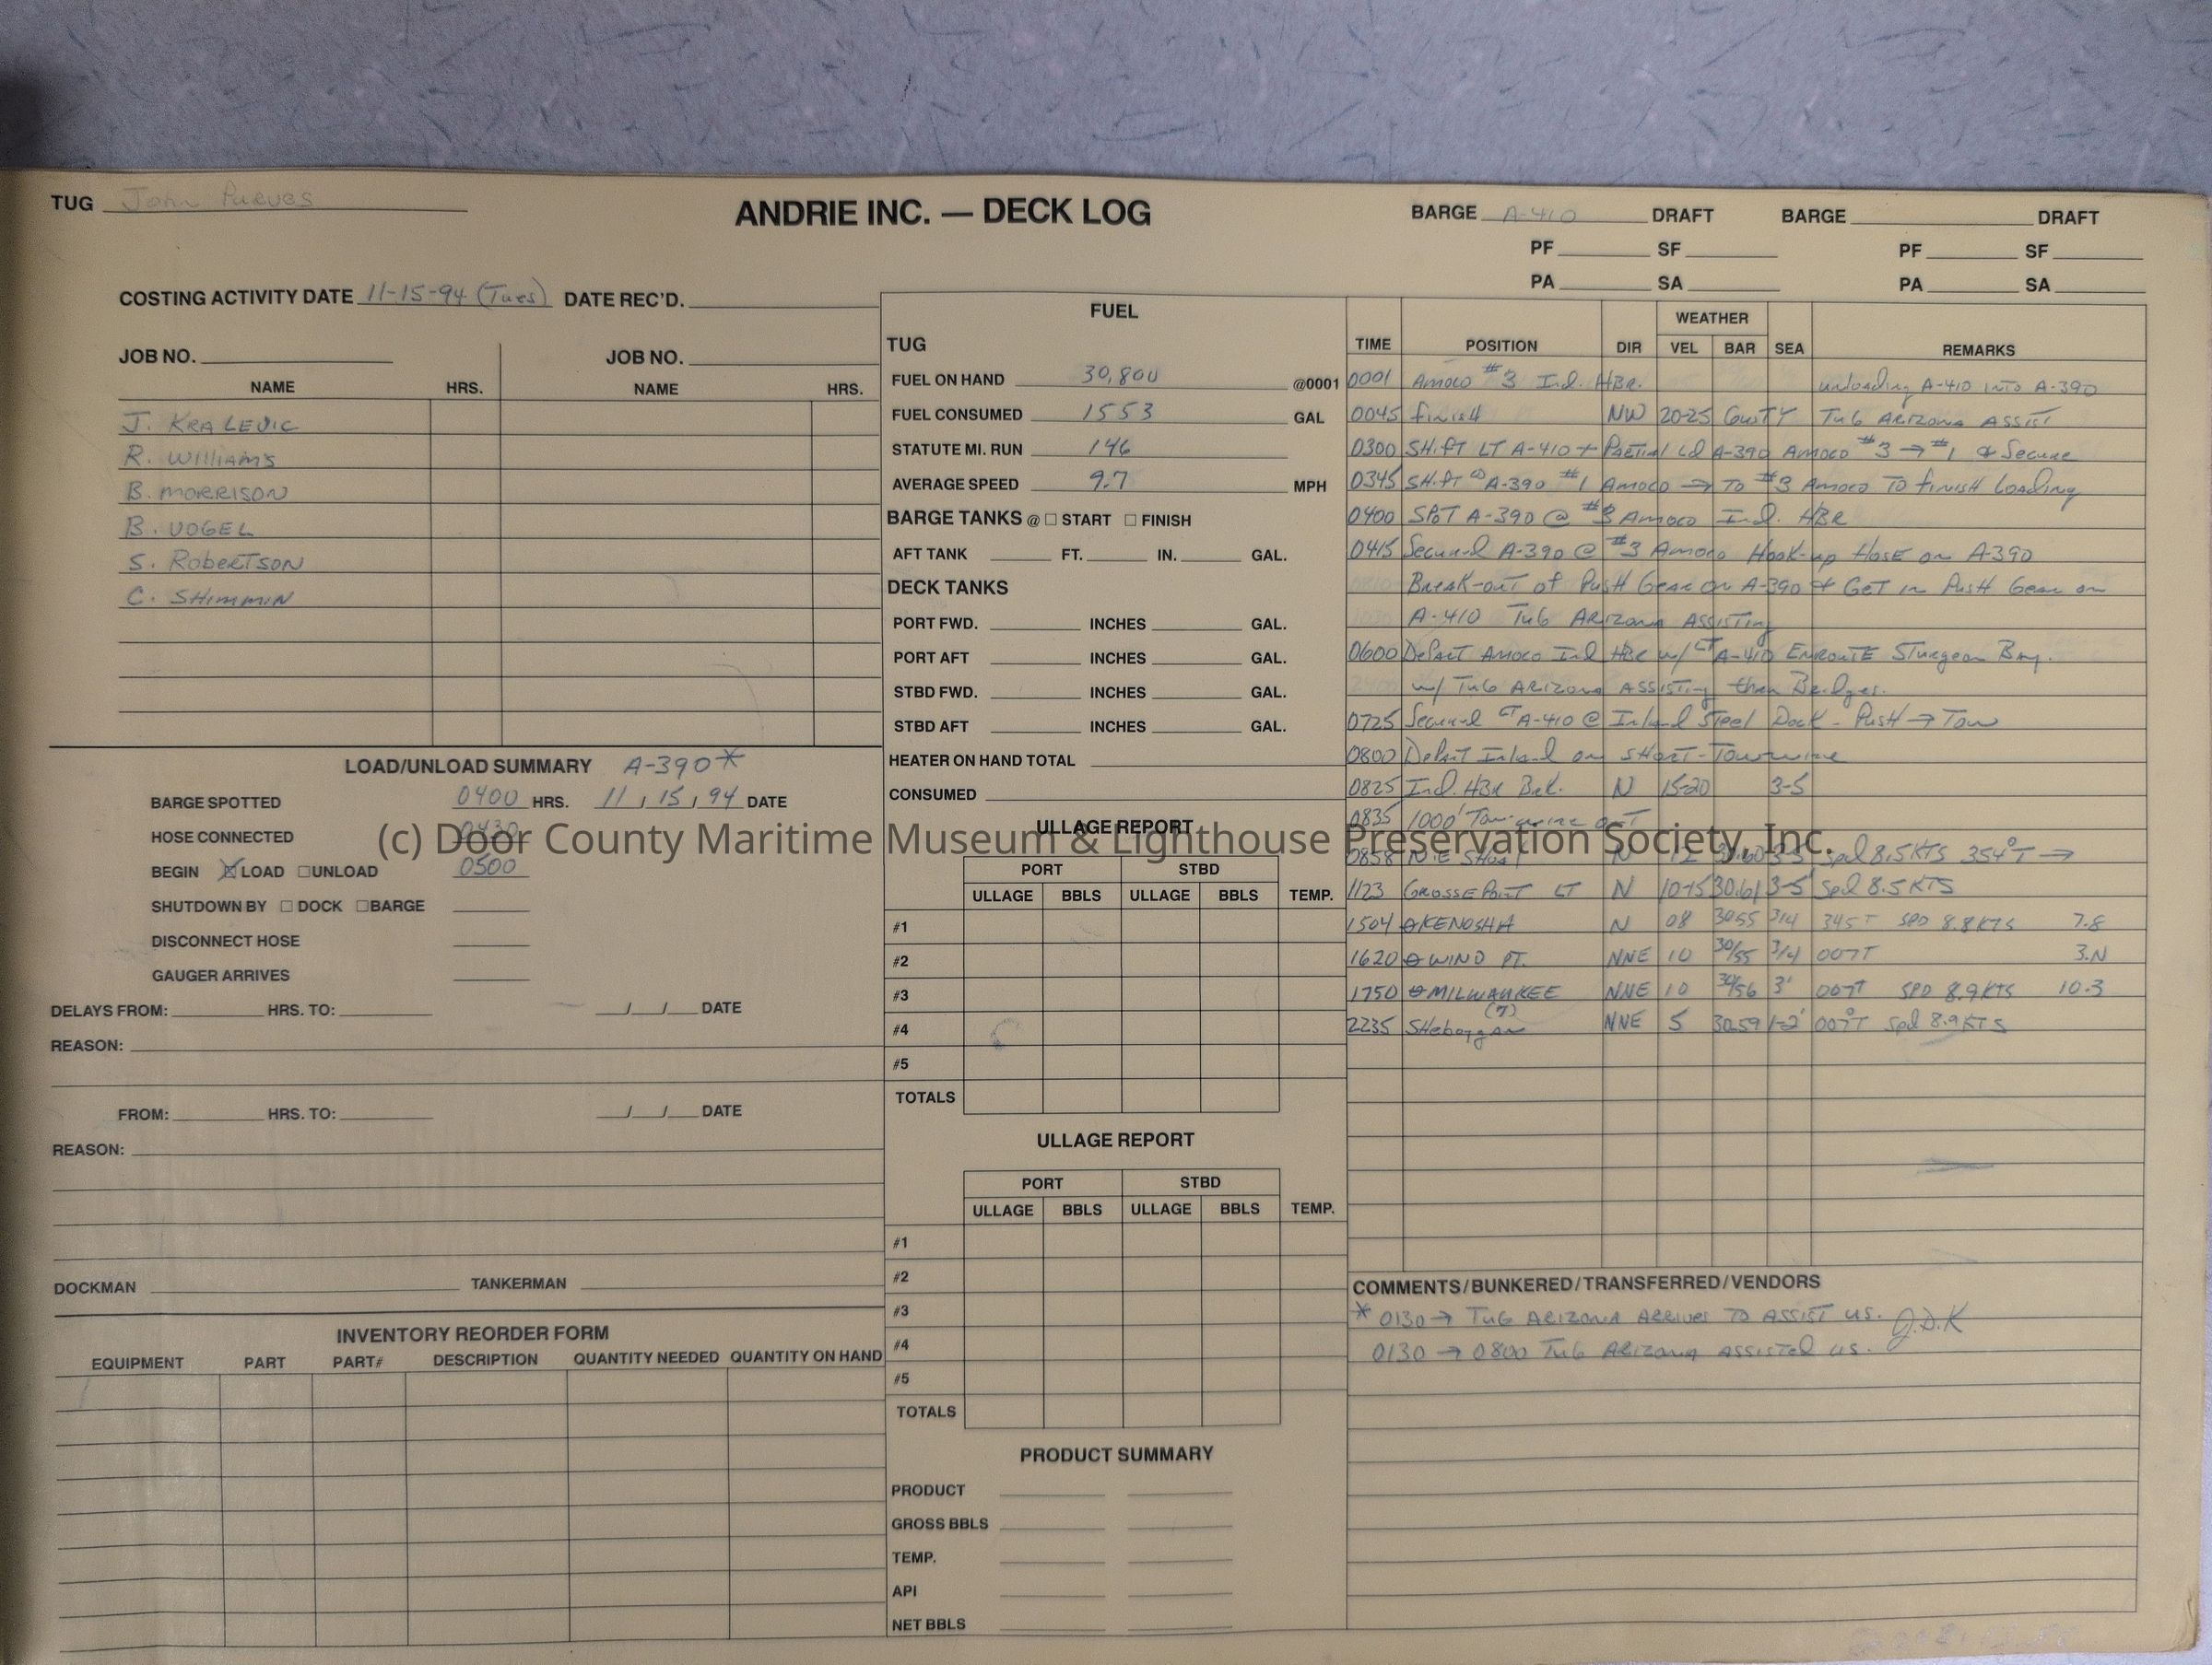 TUG John Purves
ANDRIE INC. — DECK LOG
BARGE A-410 DRAFT BARGE DRAFT
PF SF PF SF
PA SA PA SA
COSTING ACTIVITY DATE 11-15-94 (Tues) DATE REC'D.
JOB NO. JOB NO.
NAME HRS. NAME HRS.
J. KRALEVIC
R. WILLIAMS
B. MORRISON
B. VOGEL
S. ROBERTSON
C. SHIMMIN
LOAD/UNLOAD SUMMARY A-390*
BARGE SPOTTED 0400 HRS. 11/15/94 DATE
HOSE CONNECTED 0430
BEGIN ☒LOAD ☐UNLOAD 0500
SHUTDOWN BY ☐ DOCK ☐BARGE
DISCONNECT HOSE
GAUGER ARRIVES
DELAYS FROM: HRS. TO: / / DATE
REASON:
FROM: HRS. TO: / / DATE
REASON:
DOCKMAN TANKERMAN
INVENTORY REORDER FORM
EQUIPMENT PART PART# DESCRIPTION QUANTITY NEEDED QUANTITY ON HAND
FUEL
TUG
FUEL ON HAND 30,800 @0001
FUEL CONSUMED 1553 GAL
STATUTE MI. RUN 146
AVERAGE SPEED 9.7 MPH
BARGE TANKS @ ☐ START ☐ FINISH
AFT TANK FT. IN. GAL.
DECK TANKS
PORT FWD. INCHES GAL.
PORT AFT INCHES GAL.
STBD FWD. INCHES GAL.
STBD AFT INCHES GAL.
HEATER ON HAND TOTAL
CONSUMED
ULLAGE REPORT
PORT STBD
ULLAGE BBLS ULLAGE BBLS TEMP.
#1
#2
#3
#4
#5
TOTALS
ULLAGE REPORT
PORT STBD
ULLAGE BBLS ULLAGE BBLS TEMP.
#1
#2
#3
#4
#5
TOTALS
PRODUCT SUMMARY
PRODUCT
GROSS BBLS
TEMP.
API
NET BBLS
WEATHER
TIME POSITION DIR VEL BAR SEA REMARKS
0001 Amoco #3 Ind. HBR. unloading A-410 INTO A-390
0045 finish NW 20-25 GUSTY TUG ARIZONA ASSIST
0300 SHift LT A-410 + Partial Ld A-390 Amoco #3 → #1 & Secure
0345 SHift A-390 #1 Amoco → TO #3 Amoco TO finish Loading
0400 SPOT A-390 @ #3 Amoco Ind. HBR
0415 Secured A-390 @ #3 Amoco Hook-up Hose on A-390
Break-out of Push Gear on A-390 & GET in Push Gear on
A-410 TUG ARIZONA ASSISTing
0600 Depart Amoco Ind HBR w/ LT A-410 ENROUTE Sturgeon Bay.
w/ TUG ARIZONA ASSISTing thru Bridges.
0725 Secured LT A-410 @ Inland Steel Dock - Push → Tow
0800 Depart Inland on SHORT-Towwire
0825 Ind. HBR Brk. N 15-20 3-5
0835 1000' Tow-wire out
0858 N.E SHoal N 12 30.60 3-5 spd 8.5KTS 354°T →
1123 GROSSE POINT LT N 10-15 30.61 3-5' Spd 8.5KTS
1504 ⊖KENOSHA N 08 3055 3/4 345T SPD 8.8KTS 7.8
1620 ⊖WIND PT. NNE 10 30/55 3/4 007T 3.N
1750 ⊖MILWAUKEE NNE 10 30/56 3' 007T SPD 8.9KTS 10.3
2235 SHeboygan (7) NNE 5 30.59 1-2' 007°T Spd 8.9KTS
COMMENTS/BUNKERED/TRANSFERRED/VENDORS
* 0130 → TUG ARIZONA ARRIVES TO ASSIST US. J.D.K
0130 → 0800 TUG ARIZONA ASSISTED US.
(c) Door County Maritime Museum & Lighthouse Preservation Society, Inc.